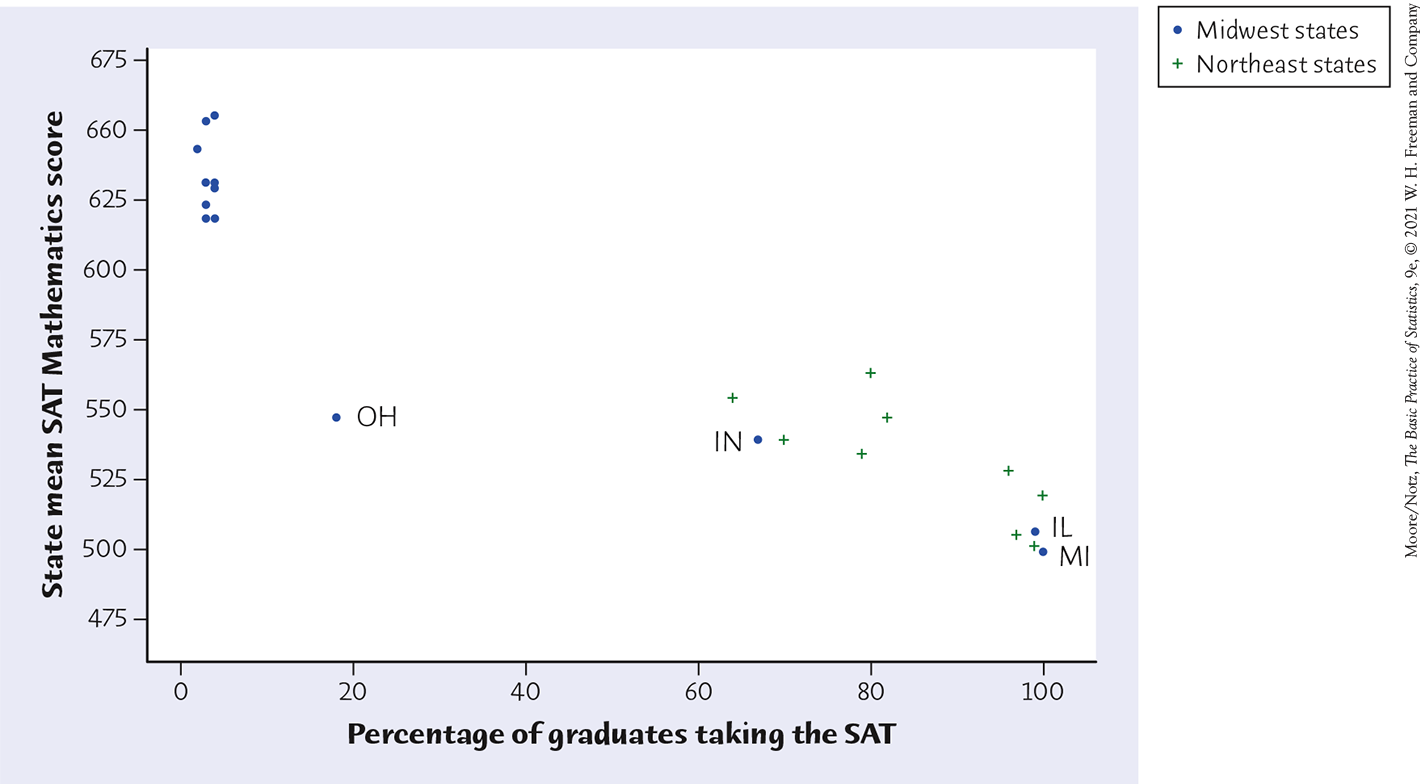 Midwest states
Northeast states
State mean SAT Mathematics score
675
660
625
600
575
550
525
500
475
OH
IN
IL
MI
0 20 40 60 80 100
Percentage of graduates taking the SAT
Moore/Notz, The Basic Practice of Statistics, 9e, © 2021 W. H. Freeman and Company